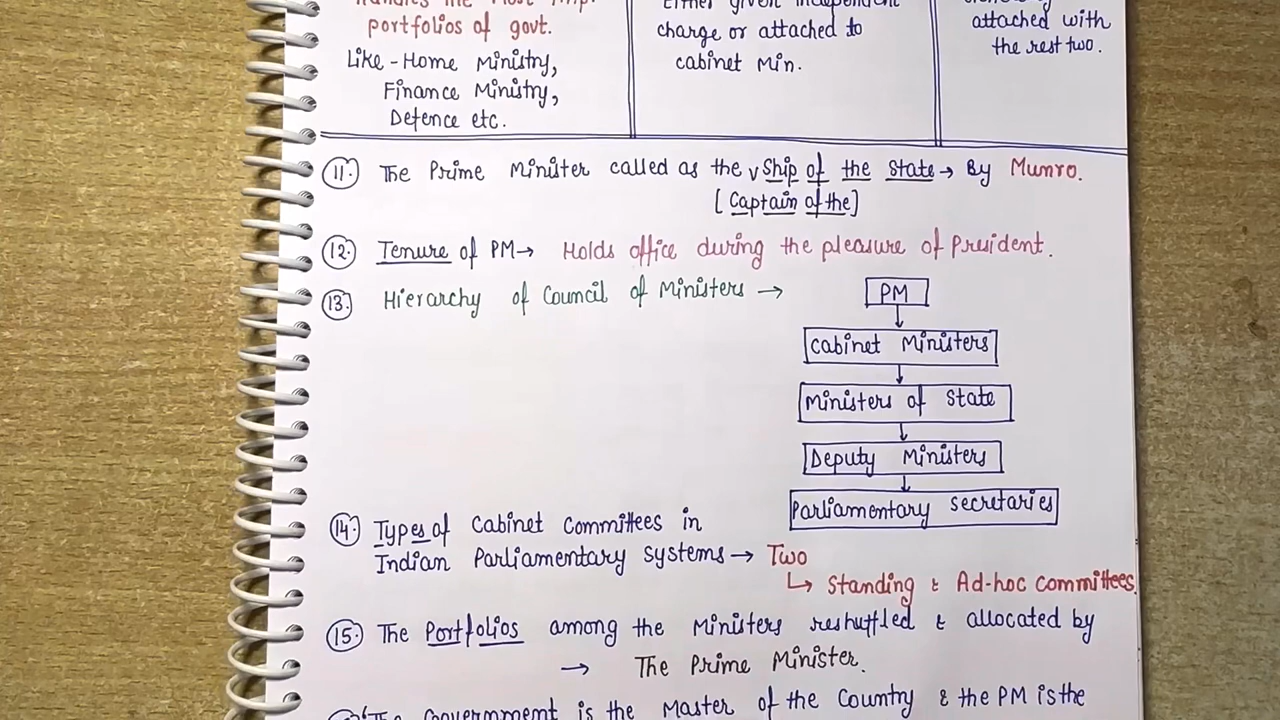 portfolios of govt.
Like - Home Ministry,
Finance Ministry,
Defence etc.
Either given independent
charge or attached to
cabinet Min.
attached with
the rest two.
11. The Prime Minister called as the ship of the state → By Munro.
[Captain of the]
12. Tenure of PM → Holds office during the pleasure of President.
13. Hierarchy of Council of Ministers →
PM
Cabinet Ministers
Ministers of State
Deputy Ministers
Parliamentary secretaries
14. Types of Cabinet Committees in
Indian Parliamentary systems → Two
↳ Standing & Ad-hoc committees.
15. The Portfolios among the Ministers reshuffled & allocated by
→ The Prime Minister.
The Government is the Master of the Country & the PM is the